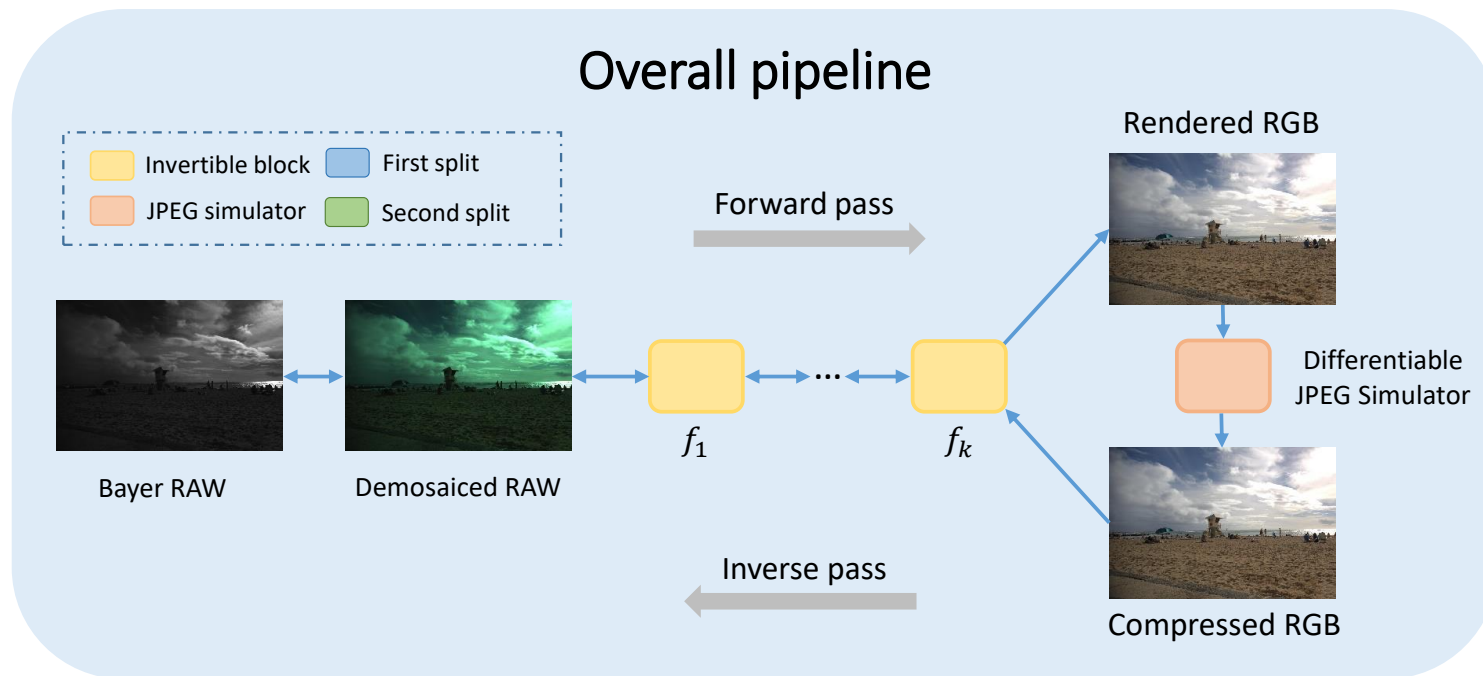 Overall pipeline
Invertible block
First split
JPEG simulator
Second split
Forward pass
Rendered RGB
Bayer RAW
Demosaiced RAW
f₁
...
fₖ
Differentiable
JPEG Simulator
Inverse pass
Compressed RGB